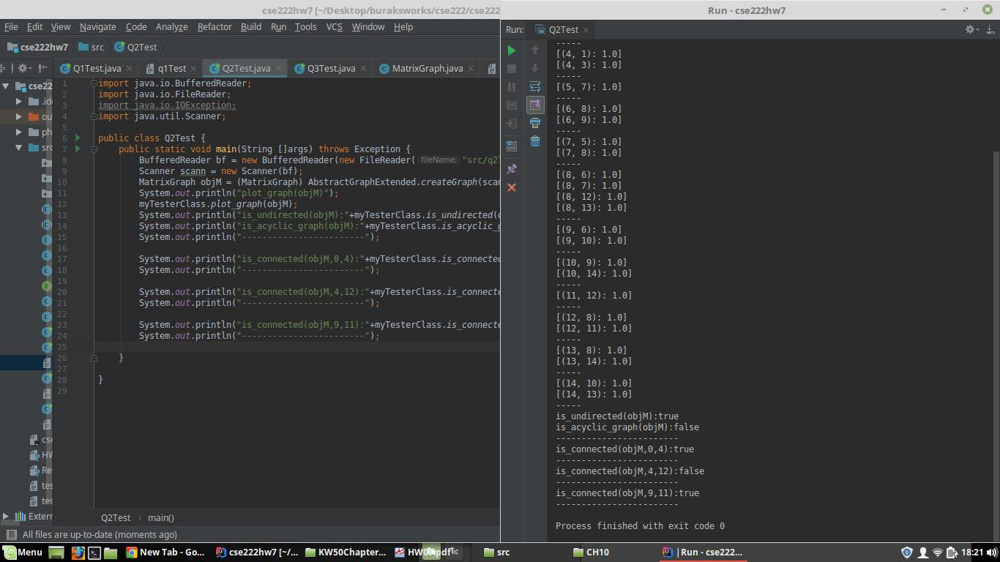 cse222hw7 [~/Desktop/buraksworks/cse222/cse222
File Edit View Navigate Code Analyze Refactor Build Run Tools VCS Window Help
cse222hw7 src Q2Test
Q1Test.java q1Test Q2Test.java Q3Test.java MatrixGraph.java
cse22
.ide
ou
pho
src
cse
HW
Re
tes
tes
Extern
1 import java.io.BufferedReader;
2 import java.io.FileReader;
3 import java.io.IOException;
4 import java.util.Scanner;
5
6 public class Q2Test {
7 public static void main(String []args) throws Exception {
8 BufferedReader bf = new BufferedReader(new FileReader( fileName: "src/q2T
9 Scanner scann = new Scanner(bf);
10 MatrixGraph objM = (MatrixGraph) AbstractGraphExtended.createGraph(scan
11 System.out.println("plot_graph(objM)");
12 myTesterClass.plot_graph(objM);
13 System.out.println("is_undirected(objM):"+myTesterClass.is_undirected(o
14 System.out.println("is_acyclic_graph(objM):"+myTesterClass.is_acyclic_g
15 System.out.println("------------------------");
16
17 System.out.println("is_connected(objM,0,4):"+myTesterClass.is_connected
18 System.out.println("------------------------");
19
20 System.out.println("is_connected(objM,4,12):"+myTesterClass.is_connecte
21 System.out.println("------------------------");
22
23 System.out.println("is_connected(objM,9,11):"+myTesterClass.is_connecte
24 System.out.println("------------------------");
25
26 }
27
28 }
29
Q2Test main()
All files are up-to-date (moments ago)
Run - cse222hw7
Run: Q2Test
-----
[(4, 1): 1.0]
[(4, 3): 1.0]
-----
[(5, 7): 1.0]
-----
[(6, 8): 1.0]
[(6, 9): 1.0]
-----
[(7, 5): 1.0]
[(7, 8): 1.0]
-----
[(8, 6): 1.0]
[(8, 7): 1.0]
[(8, 12): 1.0]
[(8, 13): 1.0]
-----
[(9, 6): 1.0]
[(9, 10): 1.0]
-----
[(10, 9): 1.0]
[(10, 14): 1.0]
-----
[(11, 12): 1.0]
-----
[(12, 8): 1.0]
[(12, 11): 1.0]
-----
[(13, 8): 1.0]
[(13, 14): 1.0]
-----
[(14, 10): 1.0]
[(14, 13): 1.0]
-----
is_undirected(objM):true
is_acyclic_graph(objM):false
------------------------
is_connected(objM,0,4):true
------------------------
is_connected(objM,4,12):false
------------------------
is_connected(objM,9,11):true
------------------------
Process finished with exit code 0
Menu New Tab - Go... cse222hw7 [~/... KW50Chapter... src CH10 Run - cse222... 18:21